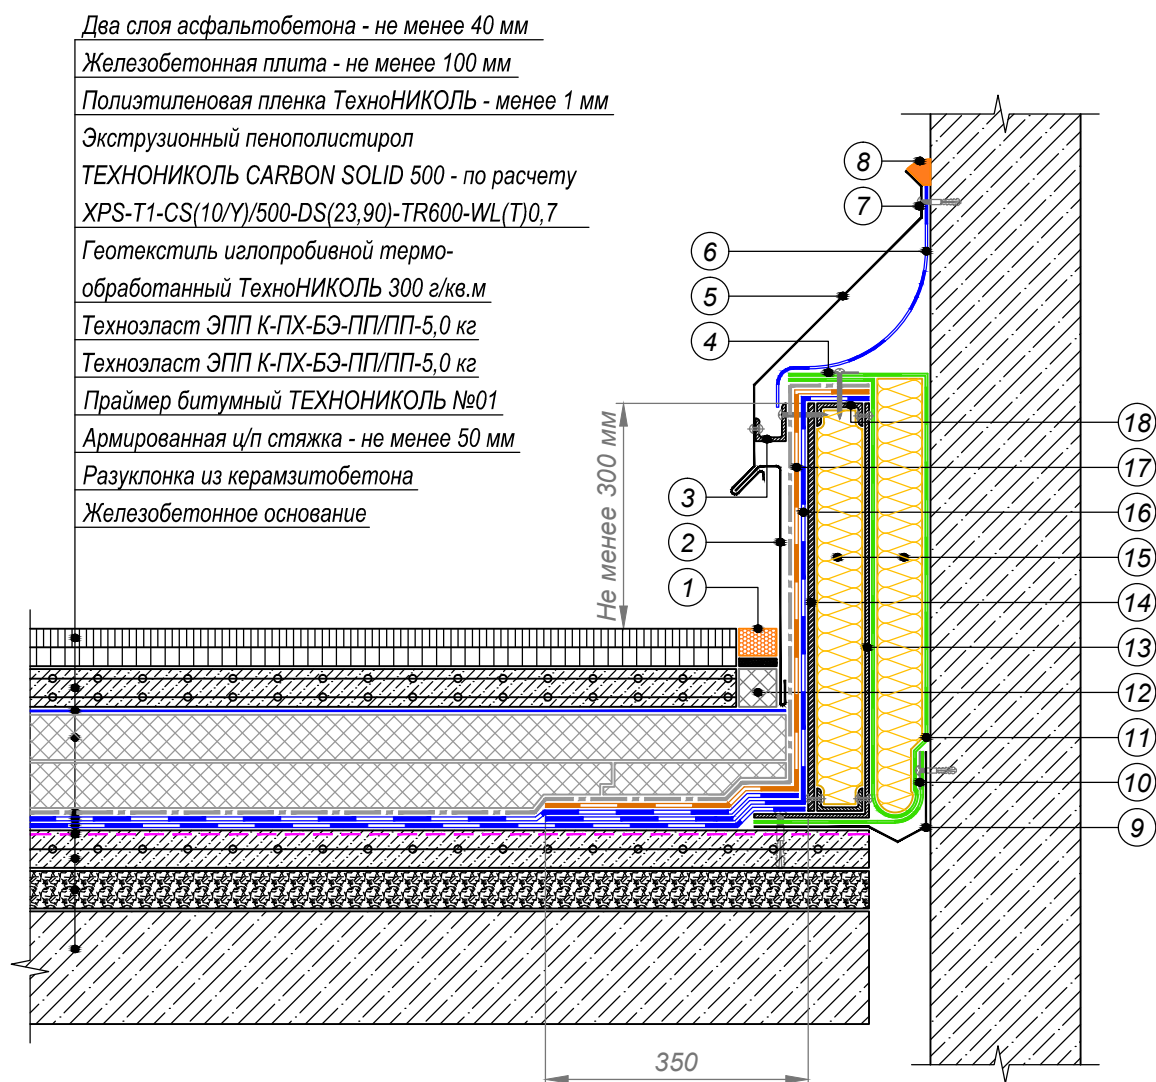 Два слоя асфальтобетона - не менее 40 мм
Железобетонная плита - не менее 100 мм
Полиэтиленовая пленка ТехноНИКОЛЬ - менее 1 мм
Экструзионный пенополистирол
ТЕХНОНИКОЛЬ CARBON SOLID 500 - по расчету
XPS-T1-CS(10/Y)/500-DS(23,90)-TR600-WL(T)0,7
Геотекстиль иглопробивной термо-
обработанный ТехноНИКОЛЬ 300 г/кв.м
Техноэласт ЭПП К-ПХ-БЭ-ПП/ПП-5,0 кг
Техноэласт ЭПП К-ПХ-БЭ-ПП/ПП-5,0 кг
Праймер битумный ТЕХНОНИКОЛЬ №01
Армированная ц/п стяжка - не менее 50 мм
Разуклонка из керамзитобетона
Железобетонное основание
8
7
6
5
4
3
2
1
Не менее 300 мм
18
17
16
15
14
13
12
11
10
9
350